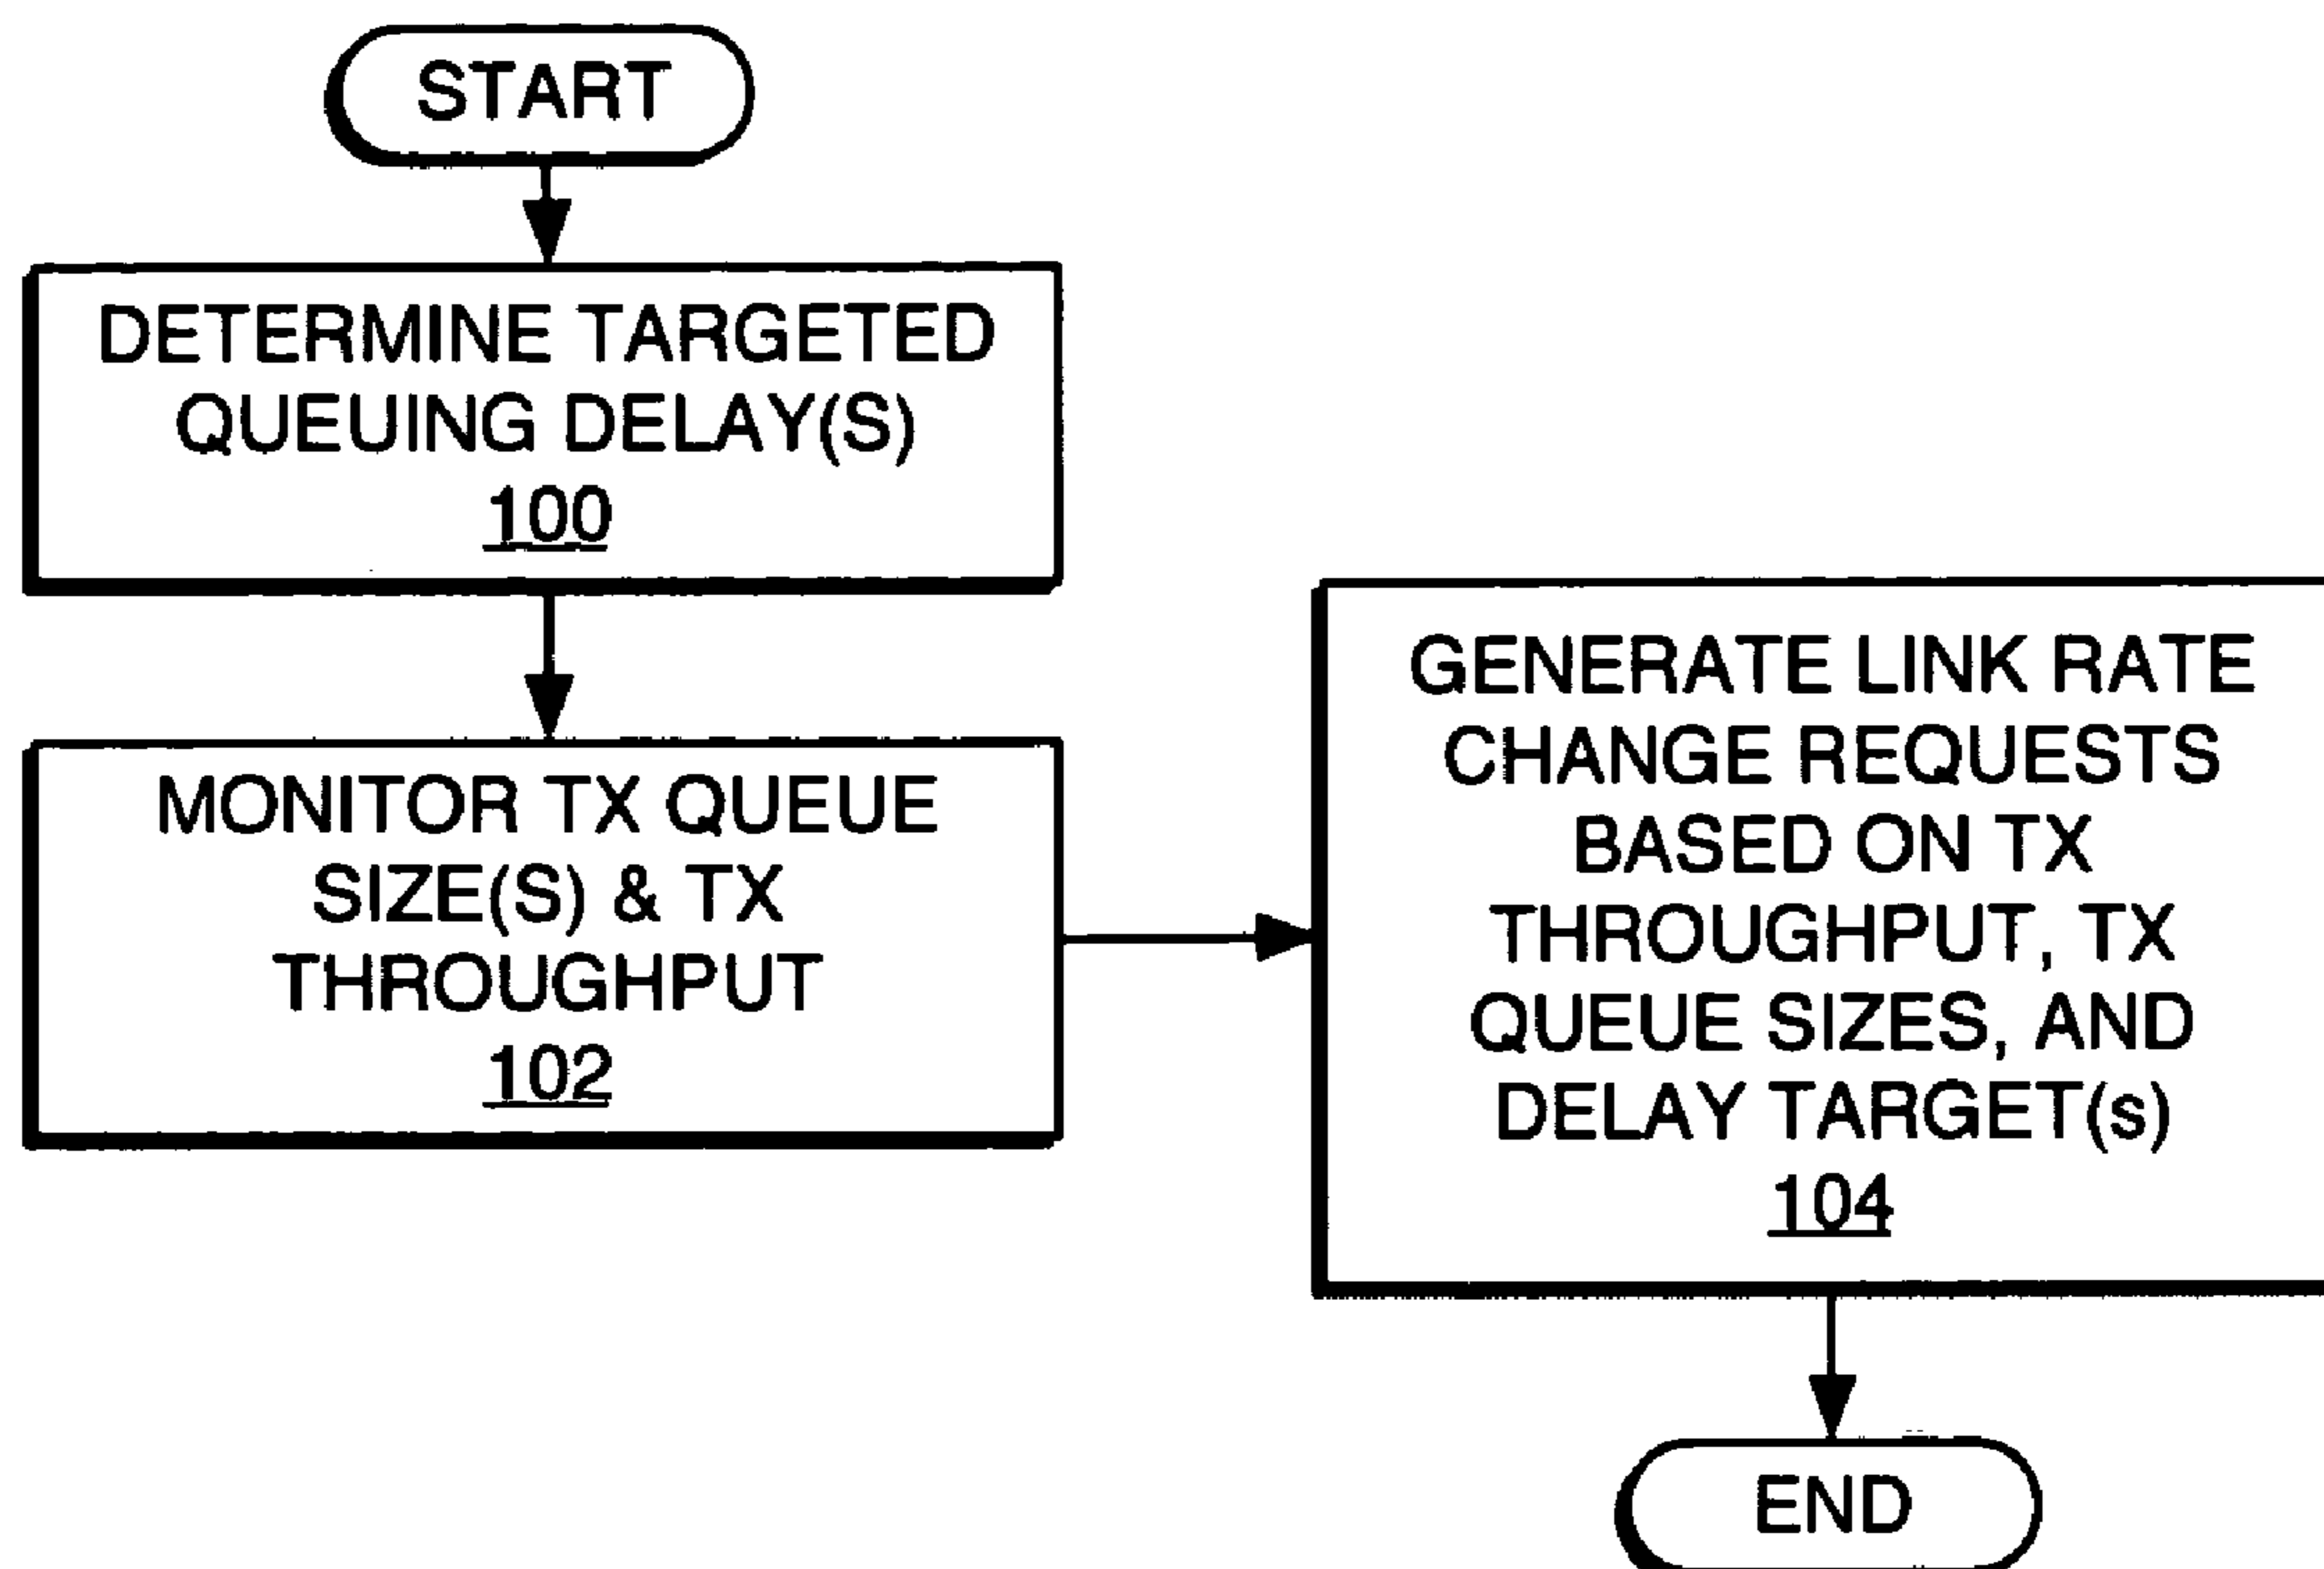 START
DETERMINE TARGETED
QUEUING DELAY(S)
100
MONITOR TX QUEUE
SIZE(S) & TX
THROUGHPUT
102
GENERATE LINK RATE
CHANGE REQUESTS
BASED ON TX
THROUGHPUT, TX
QUEUE SIZES, AND
DELAY TARGET(s)
104
END